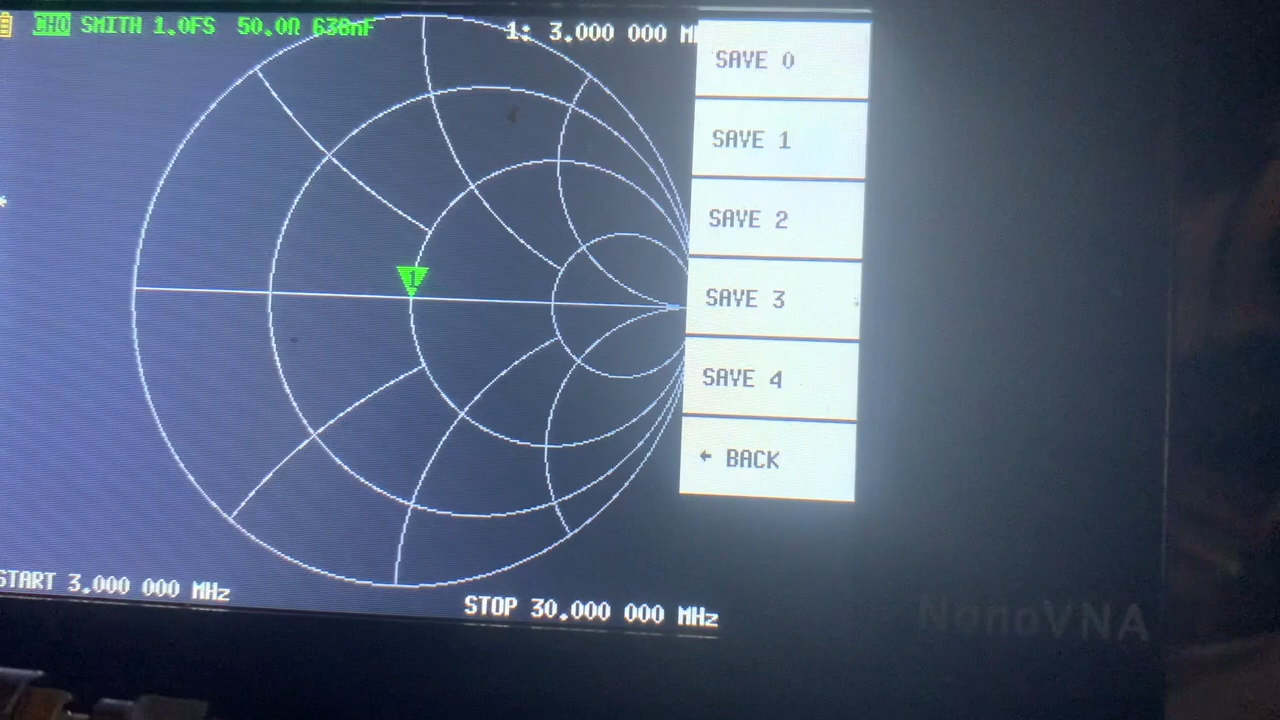 CH0 SMITH 1.0FS 50.0Ω 638nF
1: 3.000 000 M
SAVE 0
SAVE 1
SAVE 2
SAVE 3
SAVE 4
← BACK
*
1
START 3.000 000 MHz
STOP 30.000 000 MHz
NanoVNA